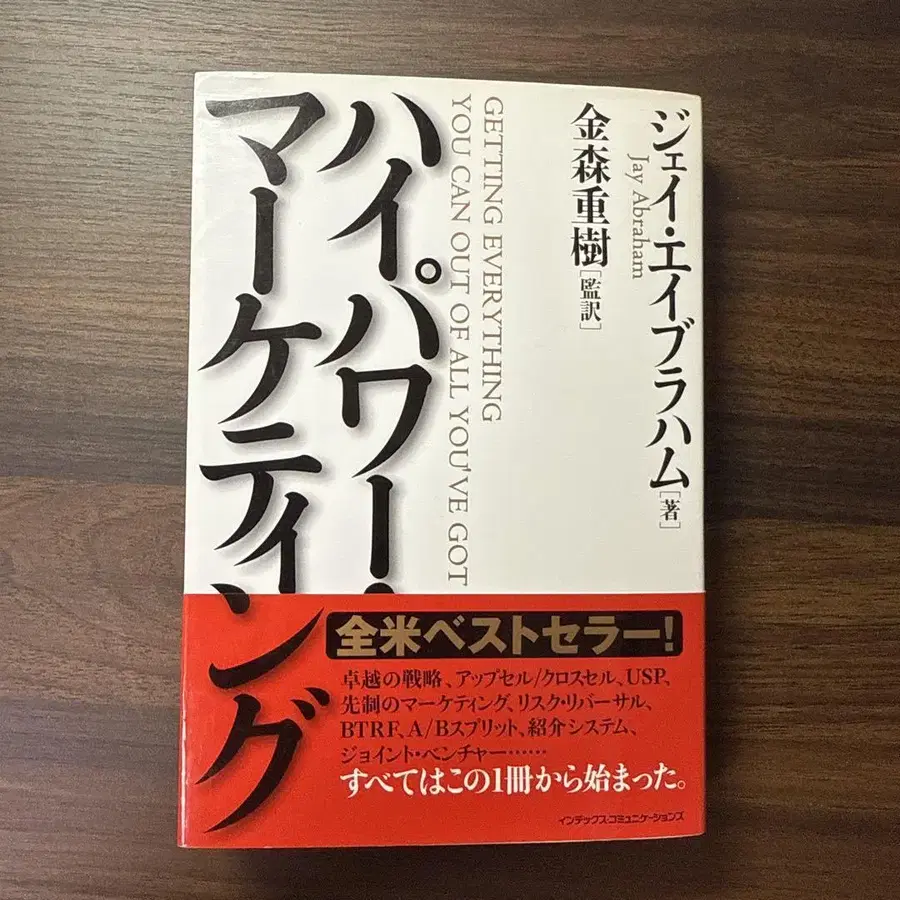 ジェイ・エイブラハム[著]
Jay Abraham
金森重樹[監訳]
GETTING EVERYTHING
YOU CAN OUT OF ALL YOU'VE GOT
ハイパワー・
マーケティング
全米ベストセラー!
卓越の戦略、アップセル/クロスセル、USP、
先制のマーケティング、リスク・リバーサル、
BTRF、A/Bスプリット、紹介システム、
ジョイント・ベンチャー……
すべてはこの1冊から始まった。
インデックス・コミュニケーションズ